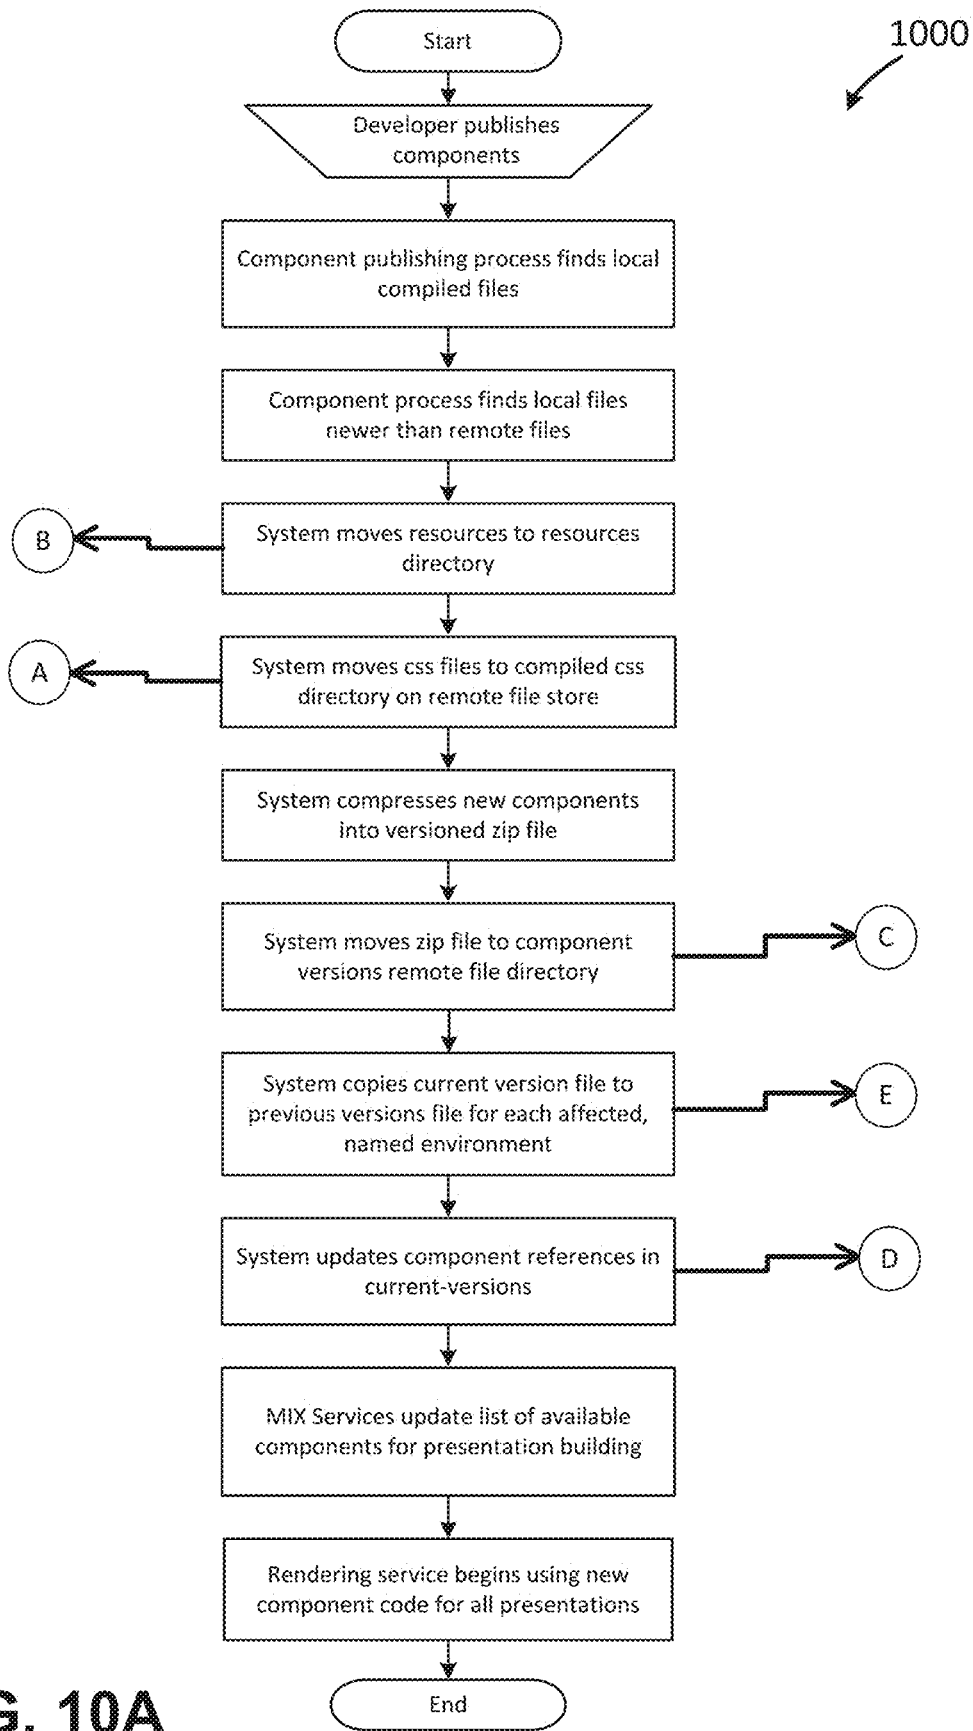 Start
1000
Developer publishes
components
Component publishing process finds local
compiled files
Component process finds local files
newer than remote files
System moves resources to resources
directory
B
System moves css files to compiled css
directory on remote file store
A
System compresses new components
into versioned zip file
System moves zip file to component
versions remote file directory
C
System copies current version file to
previous versions file for each affected,
named environment
E
System updates component references in
current-versions
D
MIX Services update list of available
components for presentation building
Rendering service begins using new
component code for all presentations
End
G. 10A